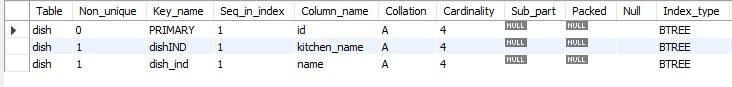 Table Non_unique Key_name Seq_in_index Column_name Collation Cardinality Sub_part Packed Null Index_type
dish 0 PRIMARY 1 id A 4 NULL NULL BTREE
dish 1 dishIND 1 kitchen_name A 4 NULL NULL BTREE
dish 1 dish_ind 1 name A 4 NULL NULL BTREE